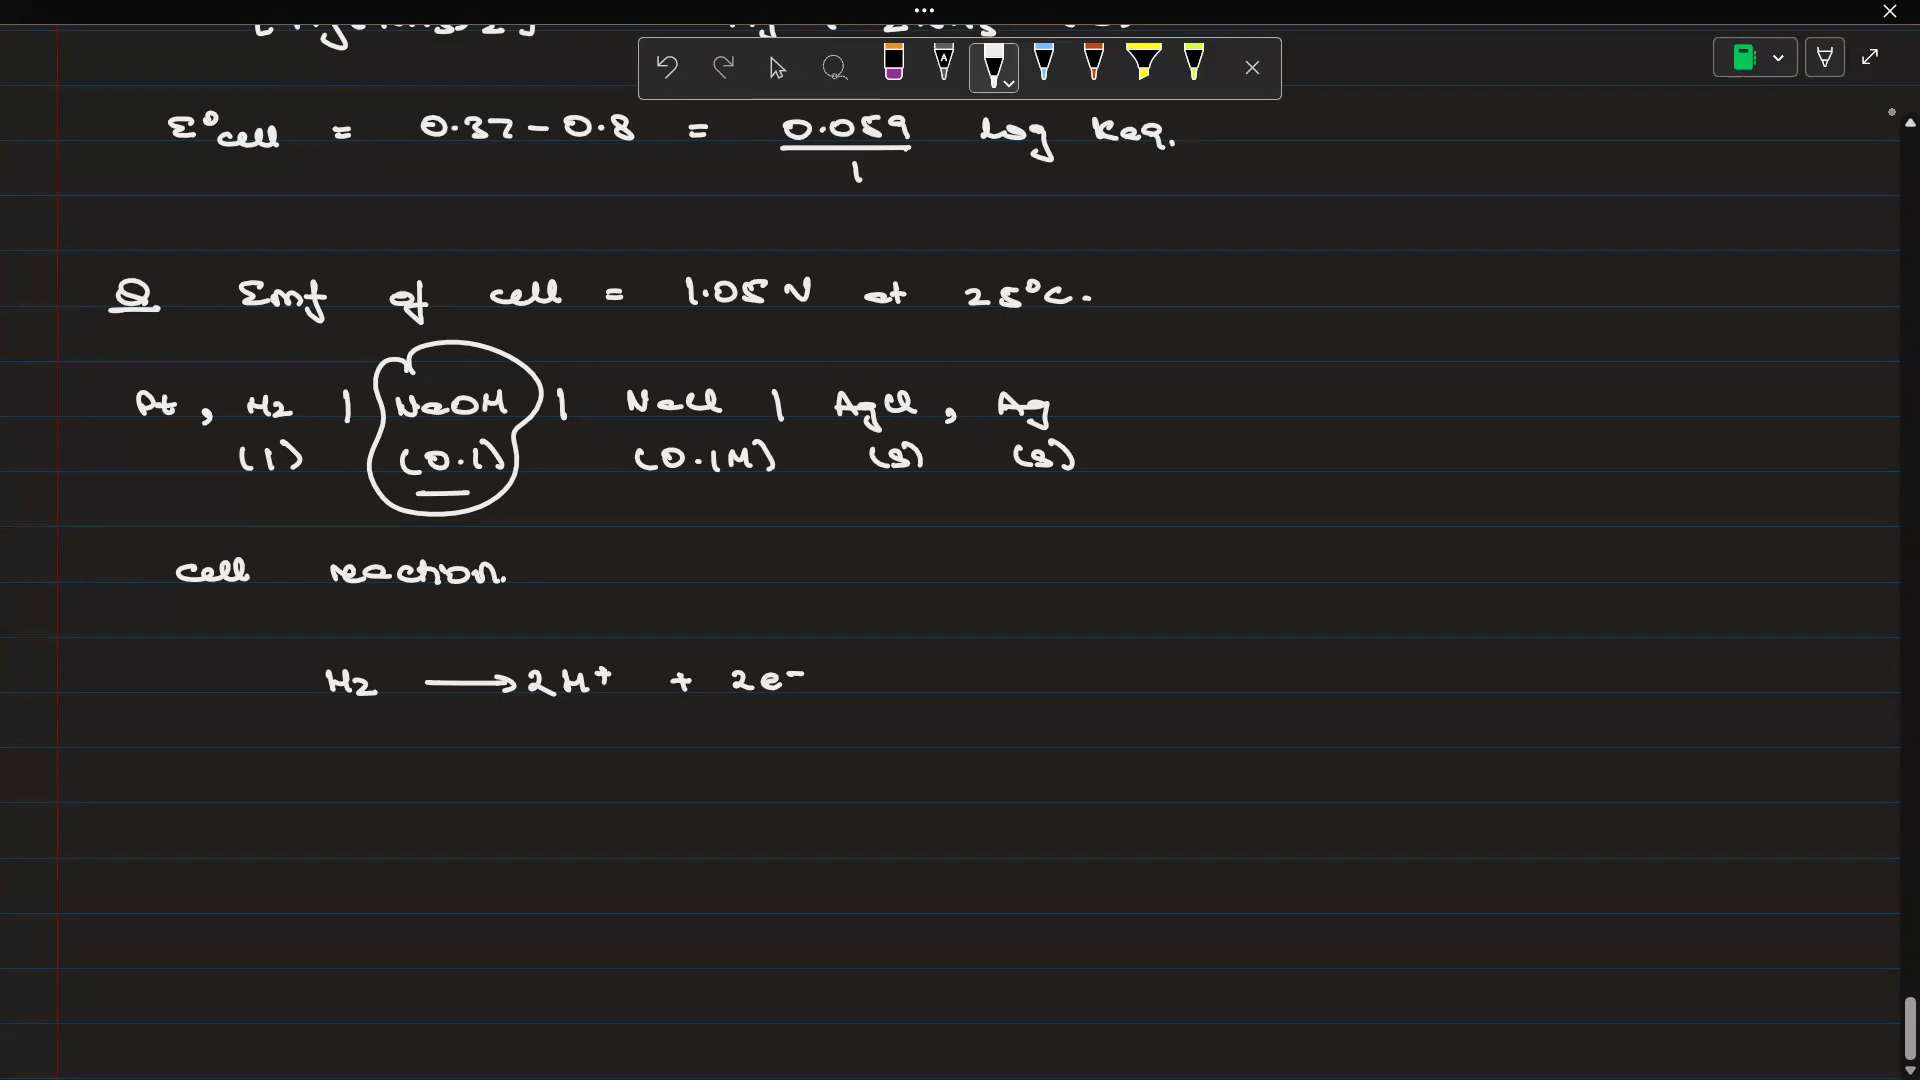 E°cell = 0.37 - 0.8 = 0.059/1 log Keq.
Q Emf of cell = 1.05 V at 25°C.
Pt , H2 | NaOH | NaCl | AgCl , Ag
(1) (0.1) (0.1M) (s) (s)
cell reaction.
H2 ⟶ 2H+ + 2e-